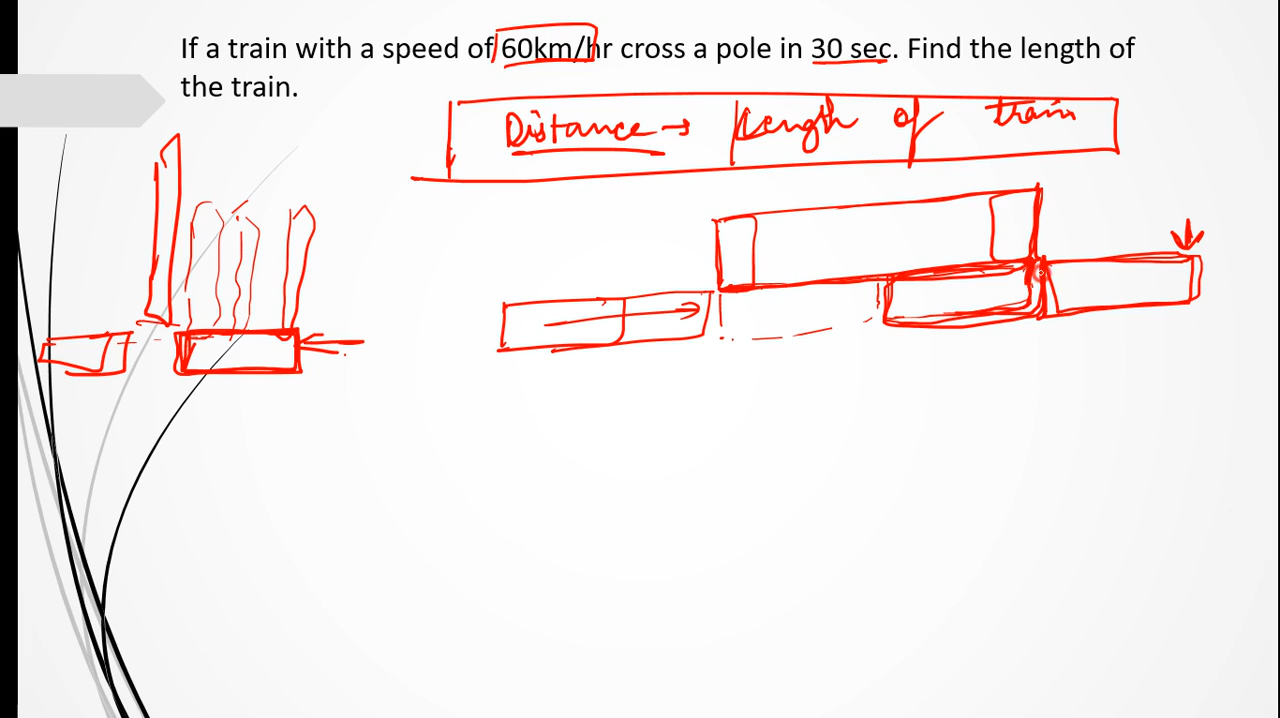 If a train with a speed of 60km/hr cross a pole in 30 sec. Find the length of
the train.
Distance → Length of train